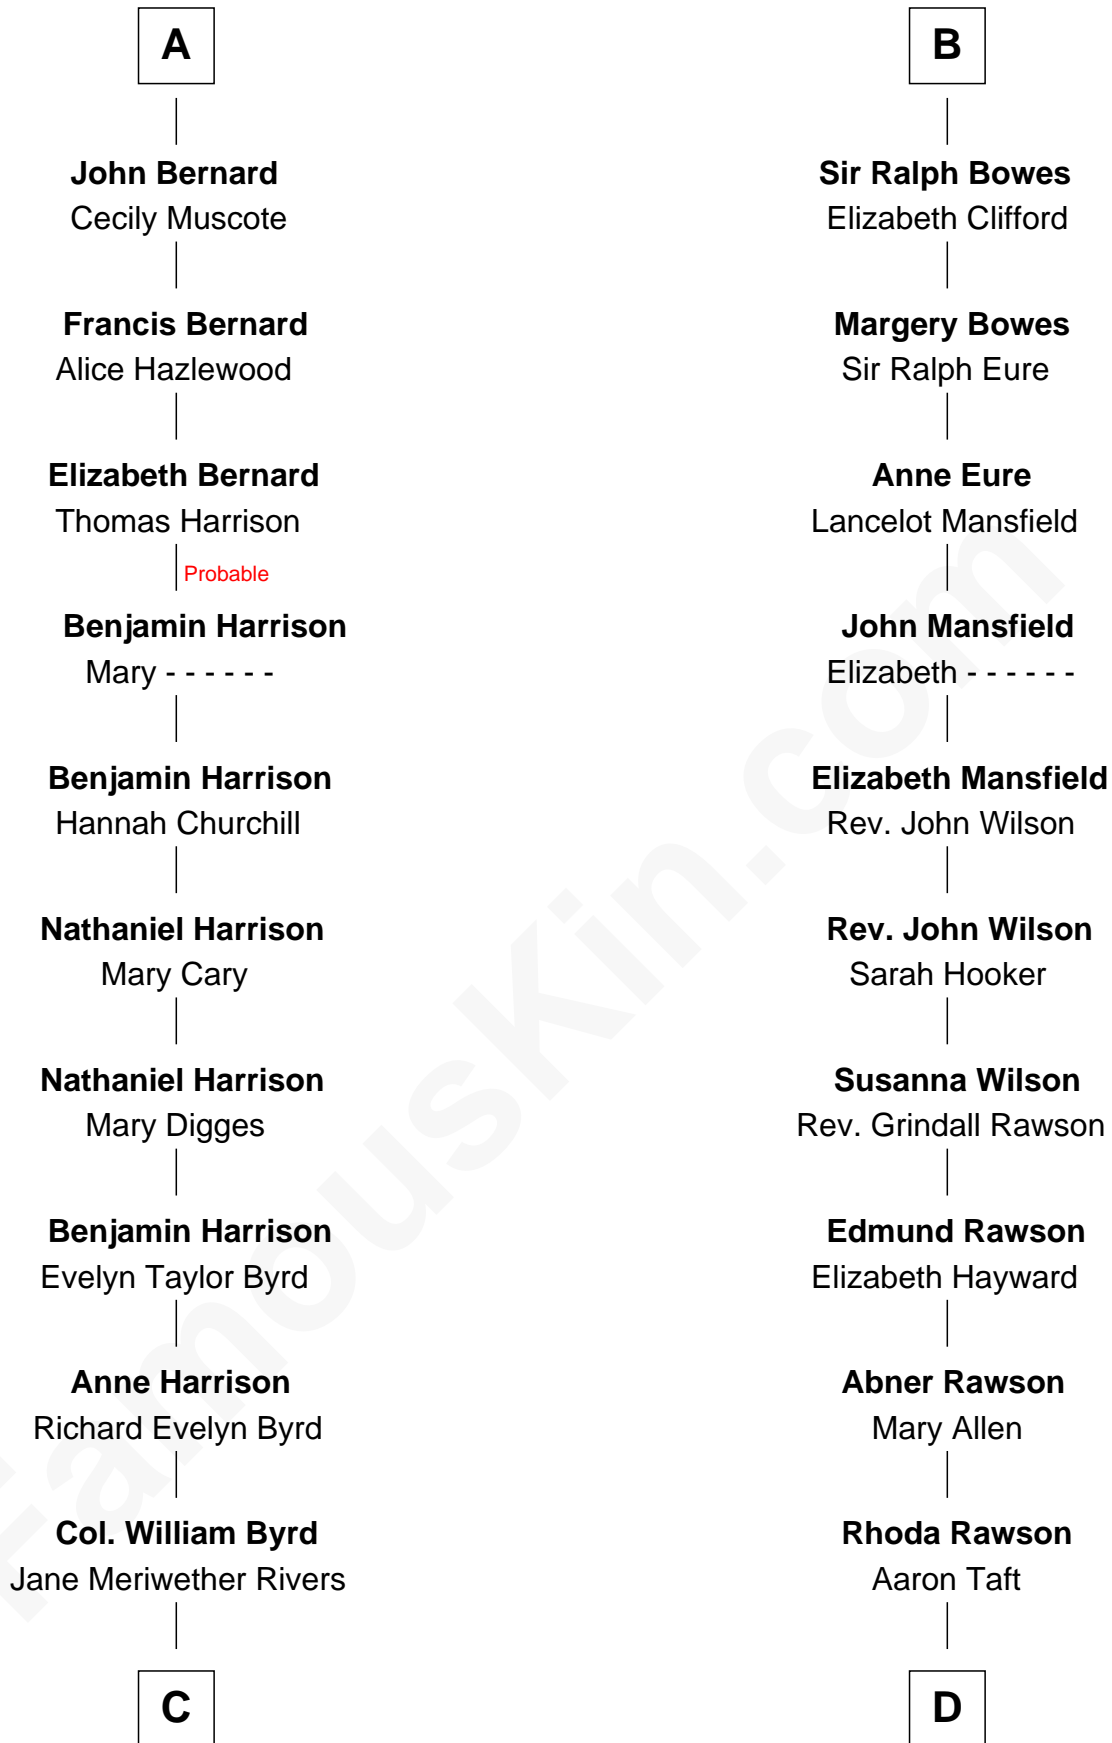 A
John Bernard
Cecily Muscote
Francis Bernard
Alice Hazlewood
Elizabeth Bernard
Thomas Harrison
Probable
Benjamin Harrison
Mary - - - - - -
Benjamin Harrison
Hannah Churchill
Nathaniel Harrison
Mary Cary
Nathaniel Harrison
Mary Digges
Benjamin Harrison
Evelyn Taylor Byrd
Anne Harrison
Richard Evelyn Byrd
Col. William Byrd
Jane Meriwether Rivers
C
B
Sir Ralph Bowes
Elizabeth Clifford
Margery Bowes
Sir Ralph Eure
Anne Eure
Lancelot Mansfield
John Mansfield
Elizabeth - - - - - -
Elizabeth Mansfield
Rev. John Wilson
Rev. John Wilson
Sarah Hooker
Susanna Wilson
Rev. Grindall Rawson
Edmund Rawson
Elizabeth Hayward
Abner Rawson
Mary Allen
Rhoda Rawson
Aaron Taft
D
FamousKin.com